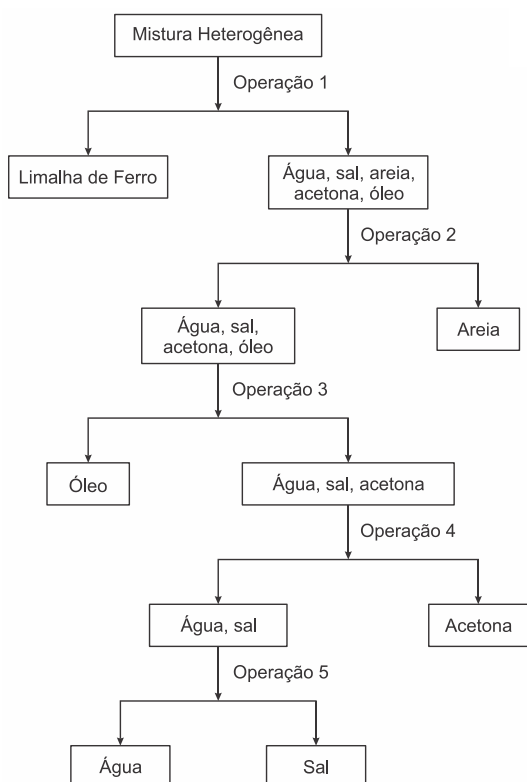 Mistura Heterogênea
Operação 1
Limalha de Ferro
Água, sal, areia,
acetona, óleo
Operação 2
Água, sal,
acetona, óleo
Areia
Operação 3
Óleo
Água, sal, acetona
Operação 4
Água, sal
Acetona
Operação 5
Água
Sal